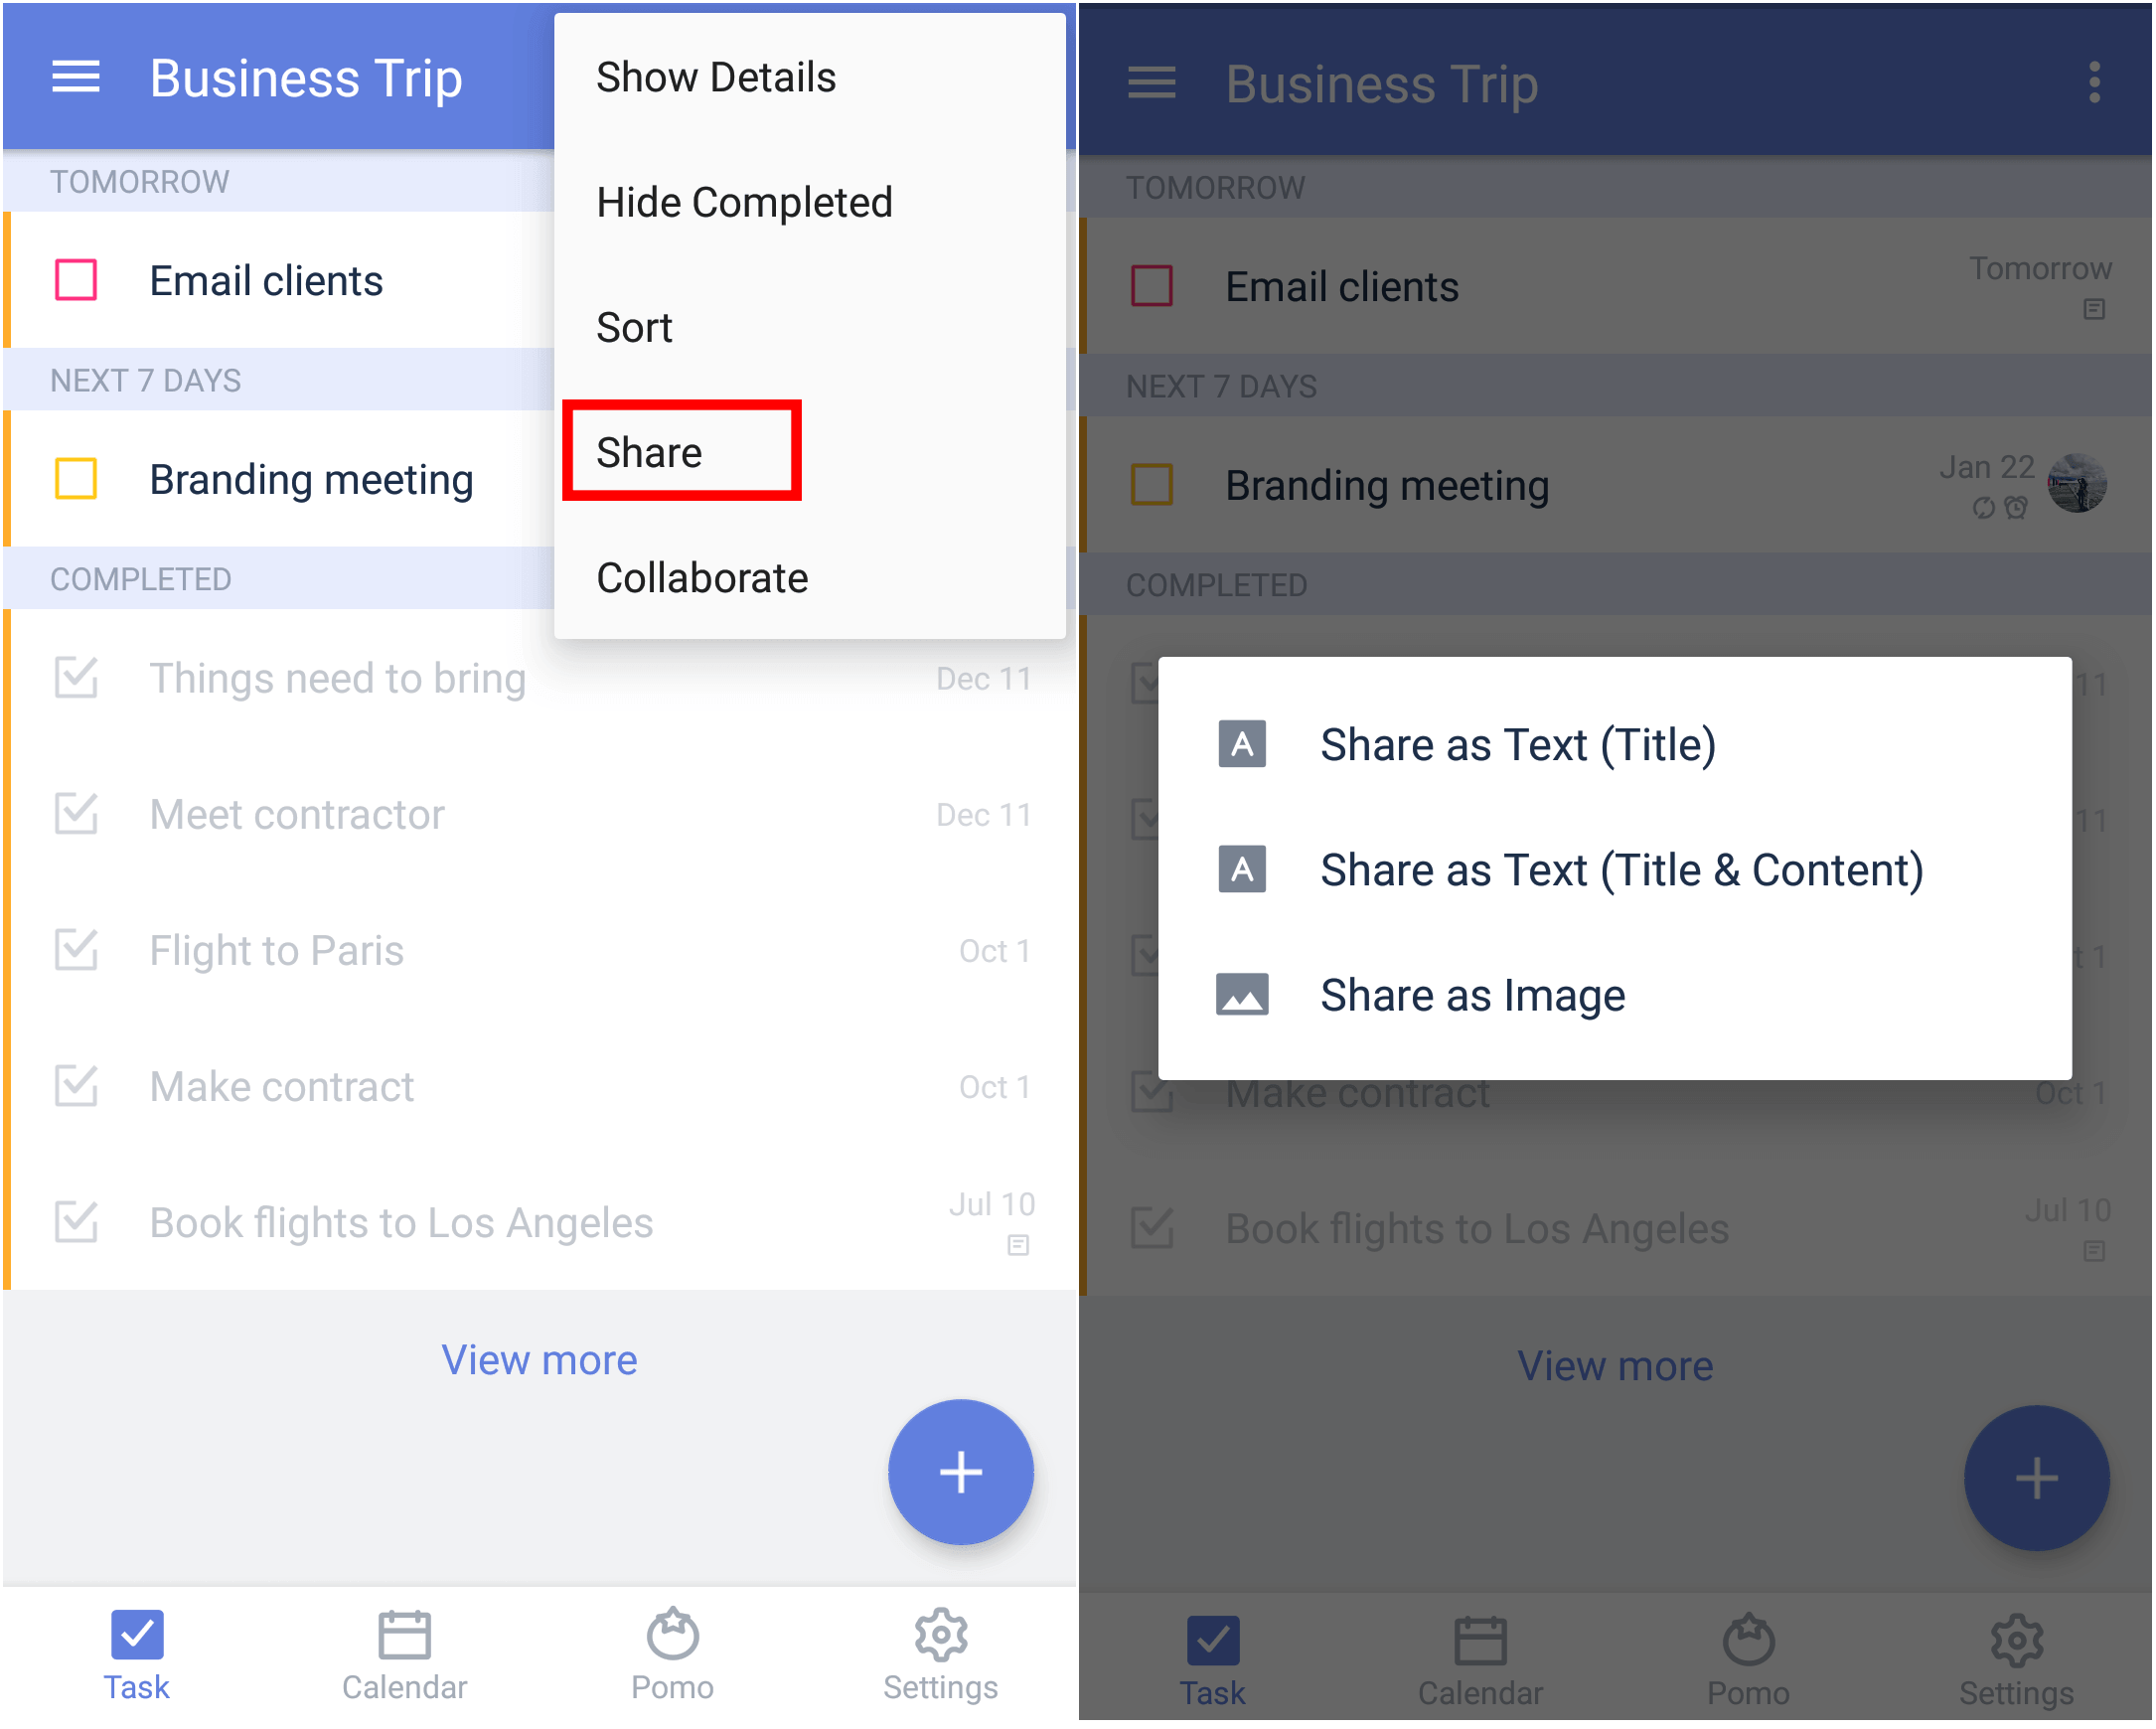 Business Trip
Show Details
Hide Completed
Sort
Share
Collaborate
TOMORROW
Email clients
NEXT 7 DAYS
Branding meeting
COMPLETED
Things need to bring Dec 11
Meet contractor Dec 11
Flight to Paris Oct 1
Make contract Oct 1
Book flights to Los Angeles Jul 10
View more
Task Calendar Pomo Settings
Business Trip
TOMORROW
Email clients Tomorrow
NEXT 7 DAYS
Branding meeting Jan 22
COMPLETED
11
Share as Text (Title)
11
Share as Text (Title & Content)
t 1
Share as Image
Make contract Oct 1
Book flights to Los Angeles Jul 10
View more
Task Calendar Pomo Settings